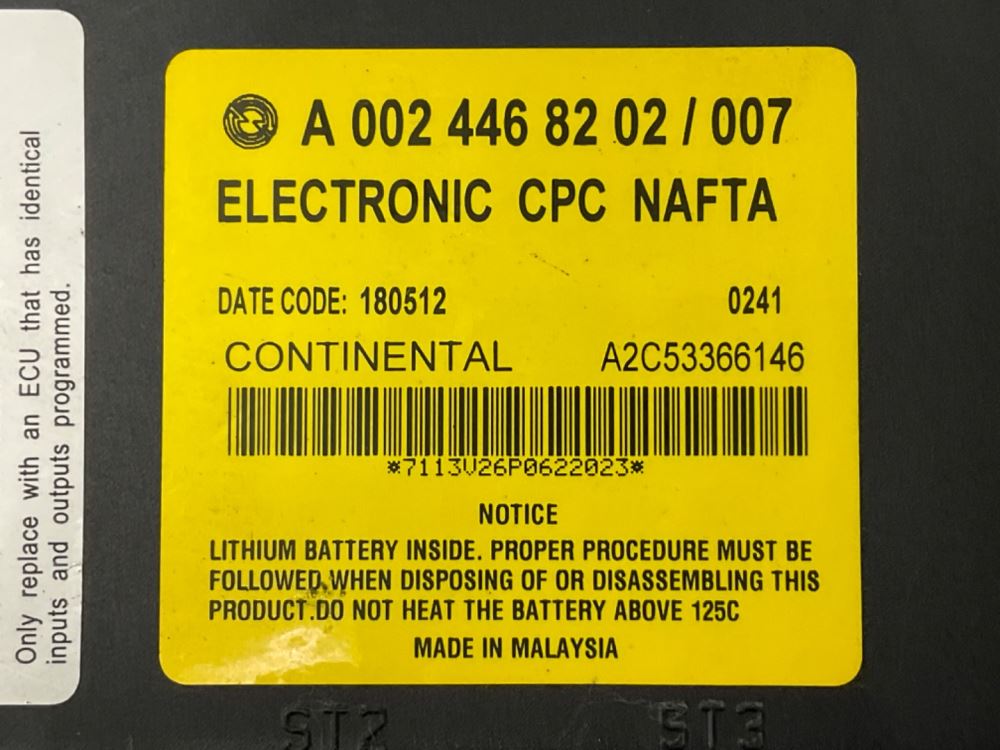 Only replace with an ECU that has identical
inputs and outputs programmed.
A 002 446 82 02 / 007
ELECTRONIC CPC NAFTA
DATE CODE: 180512 0241
CONTINENTAL A2C53366146
*7113V26P0622023*
NOTICE
LITHIUM BATTERY INSIDE. PROPER PROCEDURE MUST BE
FOLLOWED WHEN DISPOSING OF OR DISASSEMBLING THIS
PRODUCT.DO NOT HEAT THE BATTERY ABOVE 125C
MADE IN MALAYSIA
ST2 ST3